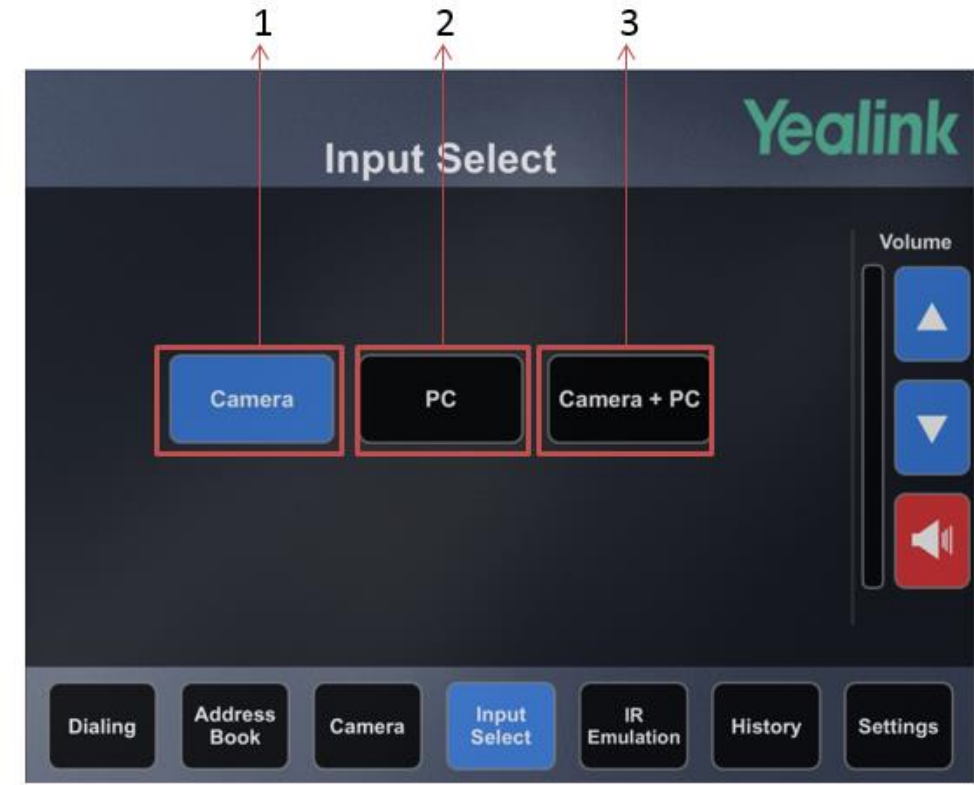 1 2 3
Yealink
Input Select
Volume
Camera PC Camera + PC
Dialing Address Book Camera Input Select IR Emulation History Settings